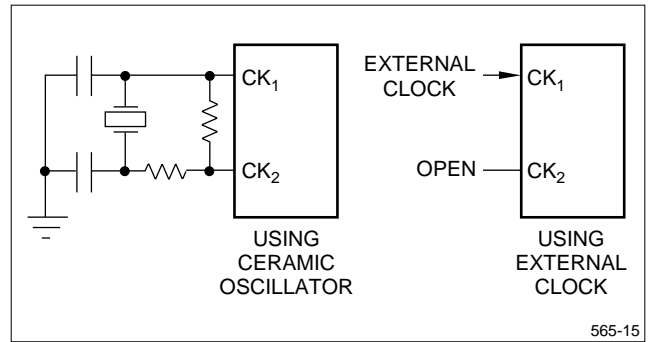 CK1
CK2
USING
CERAMIC
OSCILLATOR
EXTERNAL
CLOCK
CK1
OPEN
CK2
USING
EXTERNAL
CLOCK
565-15